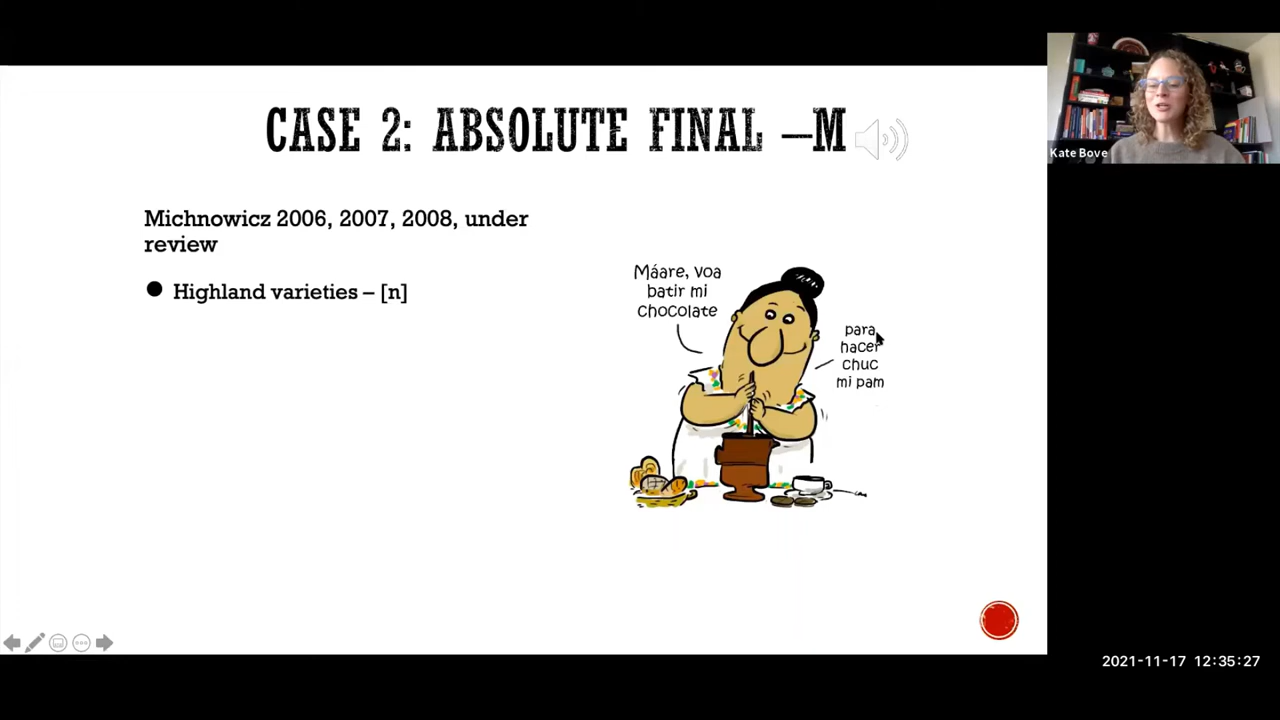 CASE 2: ABSOLUTE FINAL –M
Kate Bove
Michnowicz 2006, 2007, 2008, under
review
● Highland varieties – [n]
Máare, voa
batir mi
chocolate
para
hacer
chuc
mi pam
2021-11-17 12:35:27